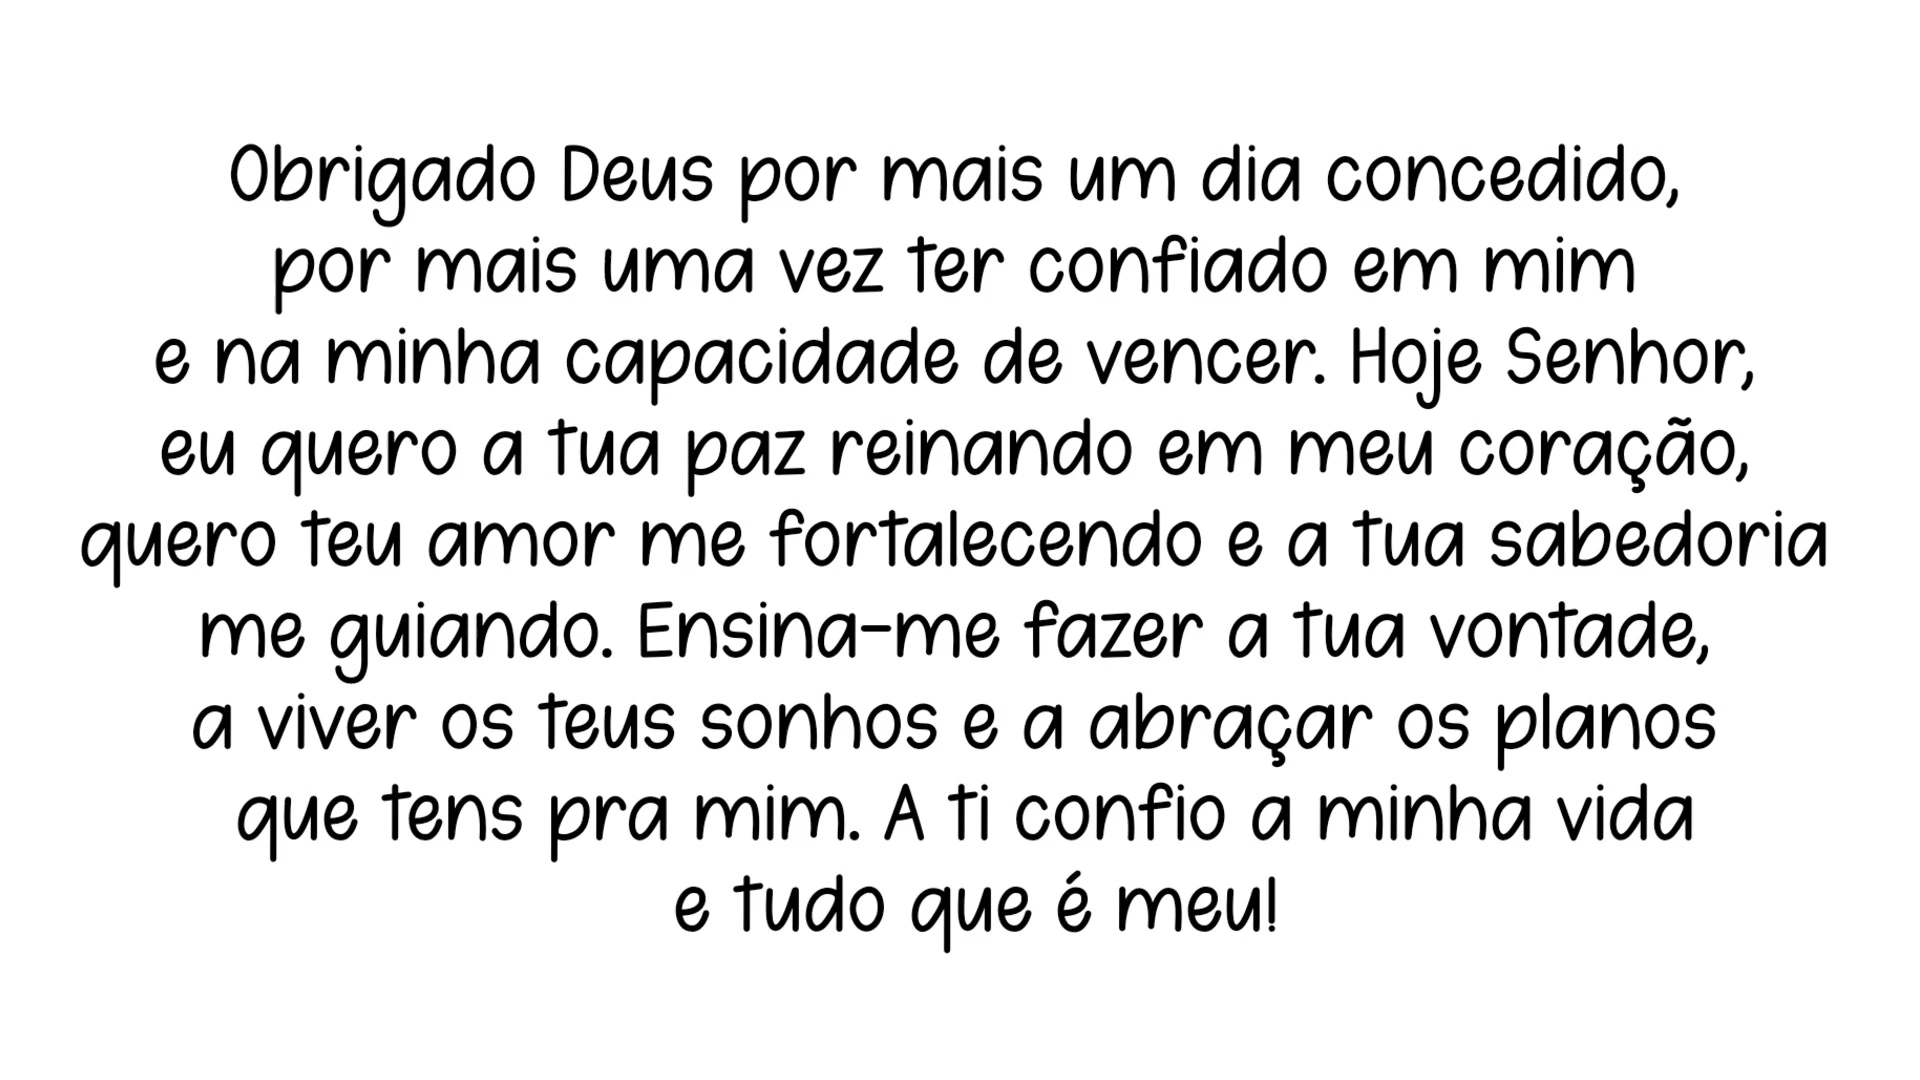 Obrigado Deus por mais um dia concedido,
por mais uma vez ter confiado em mim
e na minha capacidade de vencer. Hoje Senhor,
eu quero a tua paz reinando em meu coração,
quero teu amor me fortalecendo e a tua sabedoria
me guiando. Ensina-me fazer a tua vontade,
a viver os teus sonhos e a abraçar os planos
que tens pra mim. A ti confio a minha vida
e tudo que é meu!